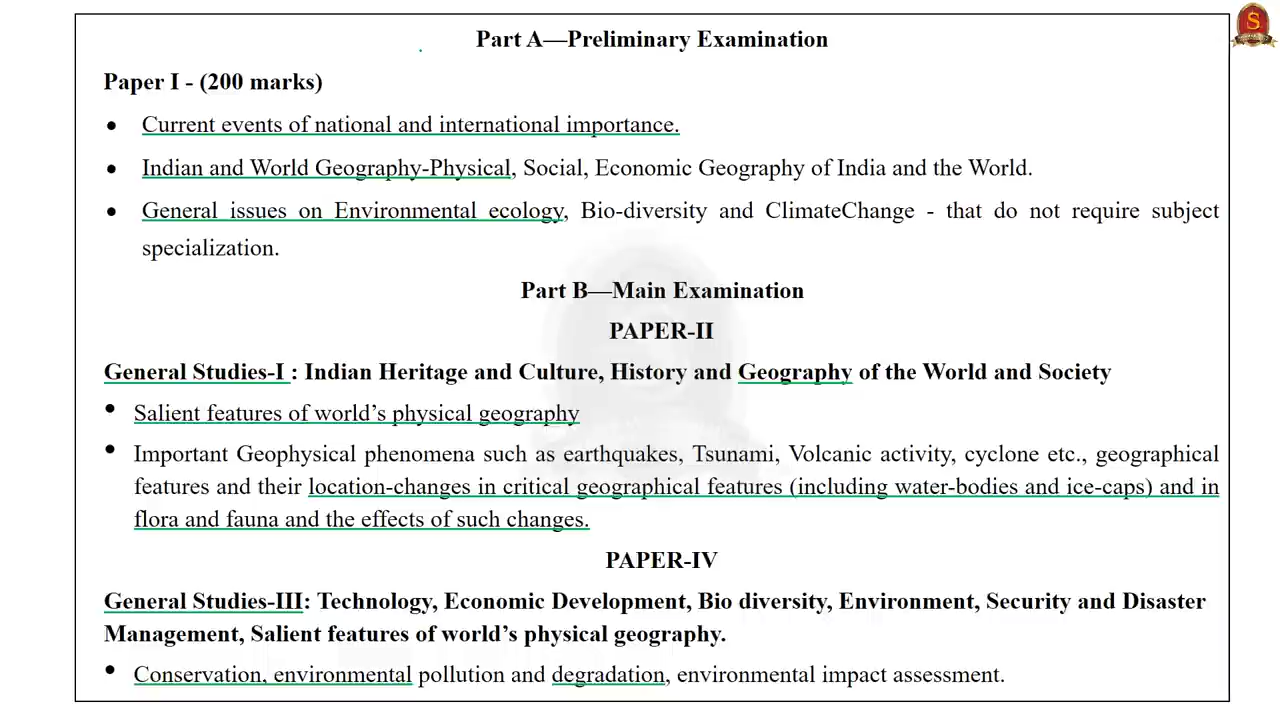 Part A—Preliminary Examination
Paper I - (200 marks)
• Current events of national and international importance.
• Indian and World Geography-Physical, Social, Economic Geography of India and the World.
• General issues on Environmental ecology, Bio-diversity and ClimateChange - that do not require subject
specialization.
Part B—Main Examination
PAPER-II
General Studies-I : Indian Heritage and Culture, History and Geography of the World and Society
• Salient features of world’s physical geography
• Important Geophysical phenomena such as earthquakes, Tsunami, Volcanic activity, cyclone etc., geographical
features and their location-changes in critical geographical features (including water-bodies and ice-caps) and in
flora and fauna and the effects of such changes.
PAPER-IV
General Studies-III: Technology, Economic Development, Bio diversity, Environment, Security and Disaster
Management, Salient features of world’s physical geography.
• Conservation, environmental pollution and degradation, environmental impact assessment.
S